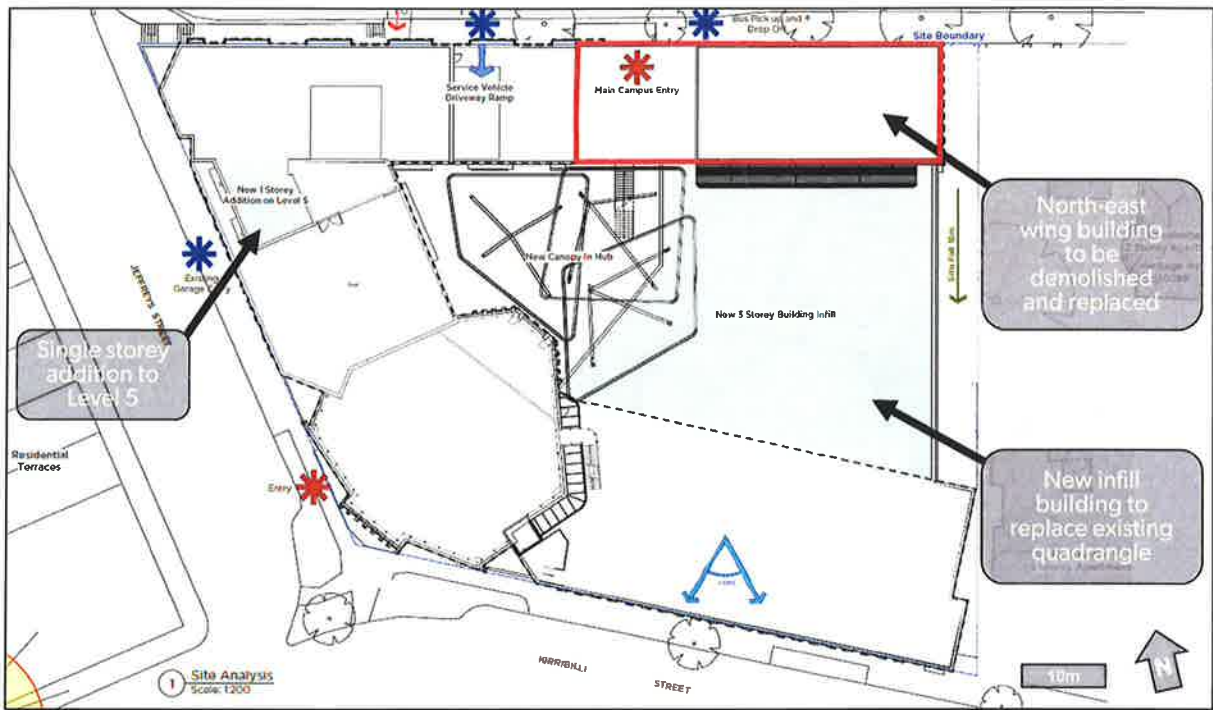 Bus Pick up and
Drop Off
Site Boundary
Service Vehicle
Driveway Ramp
Main Campus Entry
New 1 Storey
Addition on Level 5
North-east
wing building
to be
demolished
and replaced
New Canopy In Hub
Site Fall 10m
JEFFREYS STREET
Existing
Garage Entry
New 5 Storey Building Infill
Single storey
addition to
Level 5
Residential
Terraces
Entry
New infill
building to
replace existing
quadrangle
KIRRIBILLI
STREET
1 Site Analysis
Scale: 1:200
10m
N